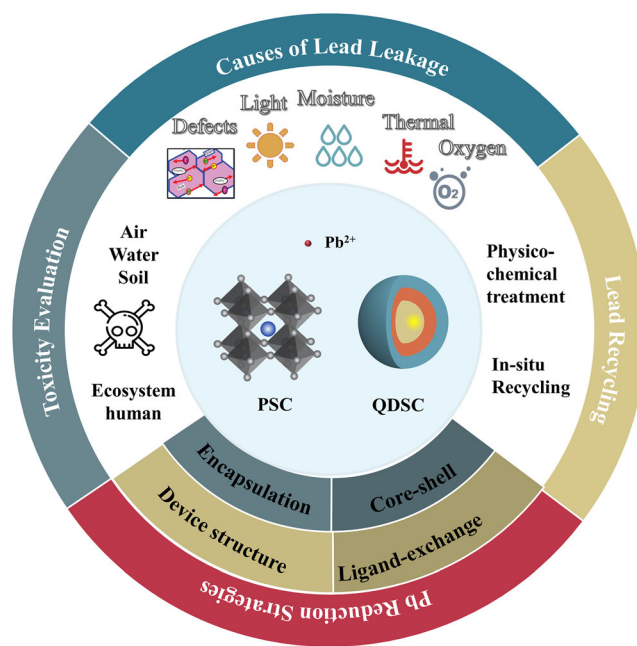 Causes of Lead Leakage
Defects
Light
Moisture
Thermal
Oxygen
O₂
Toxicity Evaluation
Air
Water
Soil
Ecosystem
human
Pb²⁺
PSC
QDSC
Physico-
chemical
treatment
In-situ
Recycling
Lead Recycling
Encapsulation
Core-shell
Device structure
Ligand-exchange
Pb Reduction Strategies